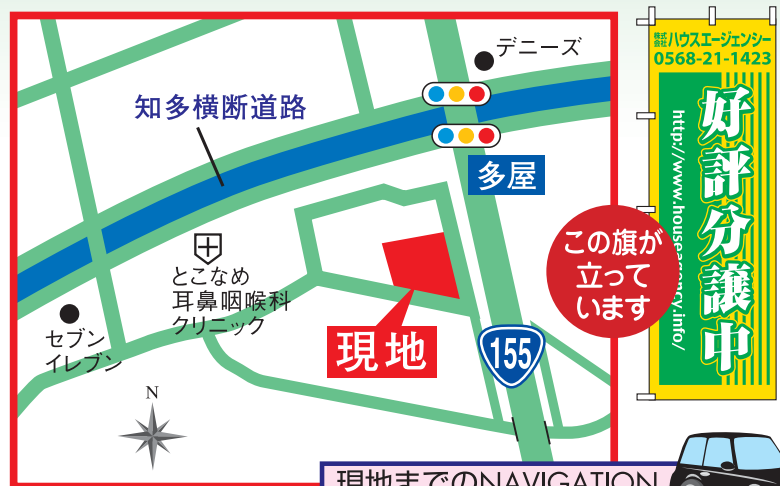 デニーズ
知多横断道路
多屋
とこなめ
耳鼻咽喉科
クリニック
セブン
イレブン
現地
155
N
この旗が
立って
います
株式会社ハウスエージェンシー
0568-21-1423
好評分譲中
http://www.houseagency.info/
現地までのNAVIGATION